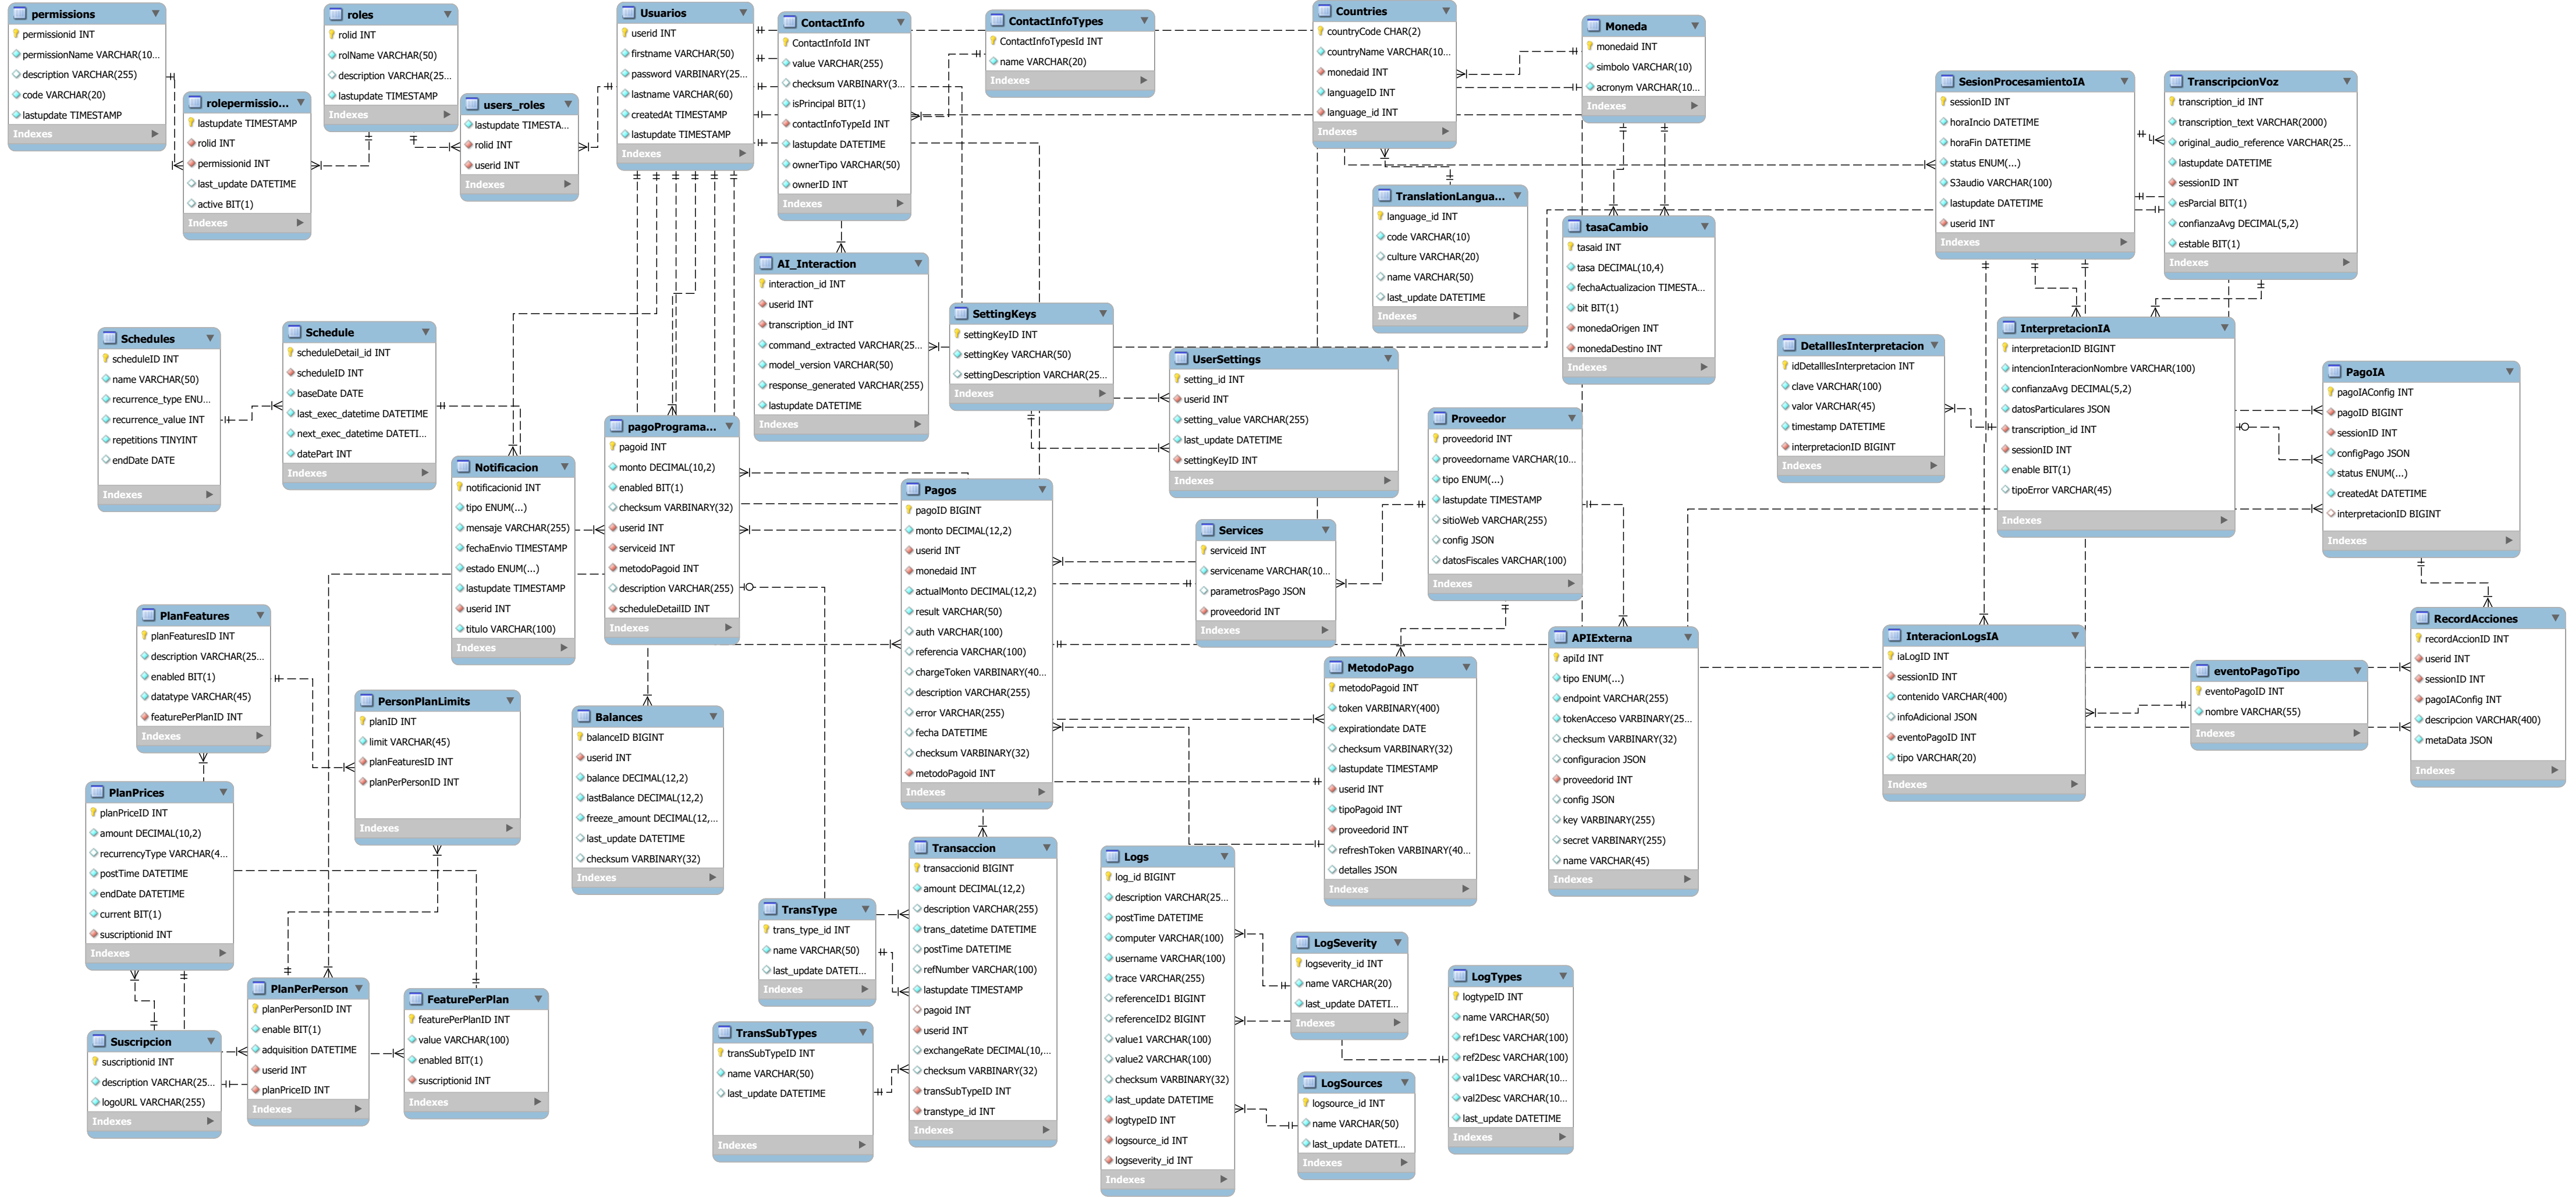 permissions
permissionid INT
permissionName VARCHAR(10...
description VARCHAR(255)
code VARCHAR(20)
lastupdate TIMESTAMP
Indexes
rolepermissio...
lastupdate TIMESTAMP
rolid INT
permissionid INT
last_update DATETIME
active BIT(1)
Indexes
roles
rolid INT
rolName VARCHAR(50)
description VARCHAR(25...
lastupdate TIMESTAMP
Indexes
users_roles
lastupdate TIMESTA...
rolid INT
userid INT
Indexes
Usuarios
userid INT
firstname VARCHAR(50)
password VARBINARY(25...
lastname VARCHAR(60)
createdAt TIMESTAMP
lastupdate TIMESTAMP
Indexes
ContactInfo
ContactInfoId INT
value VARCHAR(255)
checksum VARBINARY(3...
isPrincipal BIT(1)
contactInfoTypeId INT
lastupdate DATETIME
ownerTipo VARCHAR(50)
ownerID INT
Indexes
ContactInfoTypes
ContactInfoTypesId INT
name VARCHAR(20)
Indexes
Countries
countryCode CHAR(2)
countryName VARCHAR(10...
monedaid INT
languageID INT
language_id INT
Indexes
Moneda
monedaid INT
simbolo VARCHAR(10)
acronym VARCHAR(10...
Indexes
SesionProcesamientoIA
sessionID INT
horaIncio DATETIME
horaFin DATETIME
status ENUM(...)
S3audio VARCHAR(100)
lastupdate DATETIME
userid INT
Indexes
TranscripcionVoz
transcription_id INT
transcription_text VARCHAR(2000)
original_audio_reference VARCHAR(25...
lastupdate DATETIME
sessionID INT
esParcial BIT(1)
confianzaAvg DECIMAL(5,2)
estable BIT(1)
Indexes
TranslationLangua...
language_id INT
code VARCHAR(10)
culture VARCHAR(20)
name VARCHAR(50)
last_update DATETIME
Indexes
tasaCambio
tasaid INT
tasa DECIMAL(10,4)
fechaActualizacion TIMESTA...
bit BIT(1)
monedaOrigen INT
monedaDestino INT
Indexes
AI_Interaction
interaction_id INT
userid INT
transcription_id INT
command_extracted VARCHAR(25...
model_version VARCHAR(50)
response_generated VARCHAR(255)
lastupdate DATETIME
Indexes
SettingKeys
settingKeyID INT
settingKey VARCHAR(50)
settingDescription VARCHAR(25...
Indexes
UserSettings
setting_id INT
userid INT
setting_value VARCHAR(255)
last_update DATETIME
settingKeyID INT
Indexes
Schedules
scheduleID INT
name VARCHAR(50)
recurrence_type ENU...
recurrence_value INT
repetitions TINYINT
endDate DATE
Indexes
Schedule
scheduleDetail_id INT
scheduleID INT
baseDate DATE
last_exec_datetime DATETIME
next_exec_datetime DATETI...
datePart INT
Indexes
Notificacion
notificacionid INT
tipo ENUM(...)
mensaje VARCHAR(255)
fechaEnvio TIMESTAMP
estado ENUM(...)
lastupdate TIMESTAMP
userid INT
titulo VARCHAR(100)
Indexes
pagoPrograma...
pagoid INT
monto DECIMAL(10,2)
enabled BIT(1)
checksum VARBINARY(32)
userid INT
serviceid INT
metodoPagoid INT
description VARCHAR(255)
scheduleDetailID INT
Indexes
Pagos
pagoID BIGINT
monto DECIMAL(12,2)
userid INT
monedaid INT
actualMonto DECIMAL(12,2)
result VARCHAR(50)
auth VARCHAR(100)
referencia VARCHAR(100)
chargeToken VARBINARY(40...
description VARCHAR(255)
error VARCHAR(255)
fecha DATETIME
checksum VARBINARY(32)
metodoPagoid INT
Indexes
Services
serviceid INT
servicename VARCHAR(10...
parametrosPago JSON
proveedorid INT
Indexes
Proveedor
proveedorid INT
proveedorname VARCHAR(10...
tipo ENUM(...)
lastupdate TIMESTAMP
sitioWeb VARCHAR(255)
config JSON
datosFiscales VARCHAR(100)
Indexes
DetalllesInterpretacion
idDetalllesInterpretacion INT
clave VARCHAR(100)
valor VARCHAR(45)
timestamp DATETIME
interpretacionID BIGINT
Indexes
InterpretacionIA
interpretacionID BIGINT
intencionInteracionNombre VARCHAR(100)
confianzaAvg DECIMAL(5,2)
datosParticulares JSON
transcription_id INT
sessionID INT
enable BIT(1)
tipoError VARCHAR(45)
Indexes
PagoIA
pagoIAConfig INT
pagoID BIGINT
sessionID INT
configPago JSON
status ENUM(...)
createdAt DATETIME
interpretacionID BIGINT
Indexes
PlanFeatures
planFeaturesID INT
description VARCHAR(25...
enabled BIT(1)
datatype VARCHAR(45)
featurePerPlanID INT
Indexes
PersonPlanLimits
planID INT
limit VARCHAR(45)
planFeaturesID INT
planPerPersonID INT
Indexes
Balances
balanceID BIGINT
userid INT
balance DECIMAL(12,2)
lastBalance DECIMAL(12,2)
freeze_amount DECIMAL(12,...
last_update DATETIME
checksum VARBINARY(32)
Indexes
MetodoPago
metodoPagoid INT
token VARBINARY(400)
expirationdate DATE
checksum VARBINARY(32)
lastupdate TIMESTAMP
userid INT
tipoPagoid INT
proveedorid INT
refreshToken VARBINARY(40...
detalles JSON
Indexes
APIExterna
apiId INT
tipo ENUM(...)
endpoint VARCHAR(255)
tokenAcceso VARBINARY(25...
checksum VARBINARY(32)
configuracion JSON
proveedorid INT
config JSON
key VARBINARY(255)
secret VARBINARY(255)
name VARCHAR(45)
Indexes
InteracionLogsIA
iaLogID INT
sessionID INT
contenido VARCHAR(400)
infoAdicional JSON
eventoPagoID INT
tipo VARCHAR(20)
Indexes
eventoPagoTipo
eventoPagoID INT
nombre VARCHAR(55)
Indexes
RecordAcciones
recordAccionID INT
userid INT
sessionID INT
pagoIAConfig INT
descripcion VARCHAR(400)
metaData JSON
Indexes
PlanPrices
planPriceID INT
amount DECIMAL(10,2)
recurrencyType VARCHAR(4...
postTime DATETIME
endDate DATETIME
current BIT(1)
suscriptionid INT
Indexes
Suscripcion
suscriptionid INT
description VARCHAR(25...
logoURL VARCHAR(255)
Indexes
PlanPerPerson
planPerPersonID INT
enable BIT(1)
adquisition DATETIME
userid INT
planPriceID INT
Indexes
FeaturePerPlan
featurePerPlanID INT
value VARCHAR(100)
enabled BIT(1)
suscriptionid INT
Indexes
TransType
trans_type_id INT
name VARCHAR(50)
last_update DATETI...
Indexes
TransSubTypes
transSubTypeID INT
name VARCHAR(50)
last_update DATETIME
Indexes
Transaccion
transaccionid BIGINT
amount DECIMAL(12,2)
description VARCHAR(255)
trans_datetime DATETIME
postTime DATETIME
refNumber VARCHAR(100)
lastupdate TIMESTAMP
pagoid INT
userid INT
exchangeRate DECIMAL(10,...
checksum VARBINARY(32)
transSubTypeID INT
transtype_id INT
Indexes
Logs
log_id BIGINT
description VARCHAR(25...
postTime DATETIME
computer VARCHAR(100)
username VARCHAR(100)
trace VARCHAR(255)
referenceID1 BIGINT
referenceID2 BIGINT
value1 VARCHAR(100)
value2 VARCHAR(100)
checksum VARBINARY(32)
last_update DATETIME
logtypeID INT
logsource_id INT
logseverity_id INT
Indexes
LogSeverity
logseverity_id INT
name VARCHAR(20)
last_update DATETI...
Indexes
LogSources
logsource_id INT
name VARCHAR(50)
last_update DATETI...
Indexes
LogTypes
logtypeID INT
name VARCHAR(50)
ref1Desc VARCHAR(100)
ref2Desc VARCHAR(100)
val1Desc VARCHAR(10...
val2Desc VARCHAR(10...
last_update DATETIME
Indexes